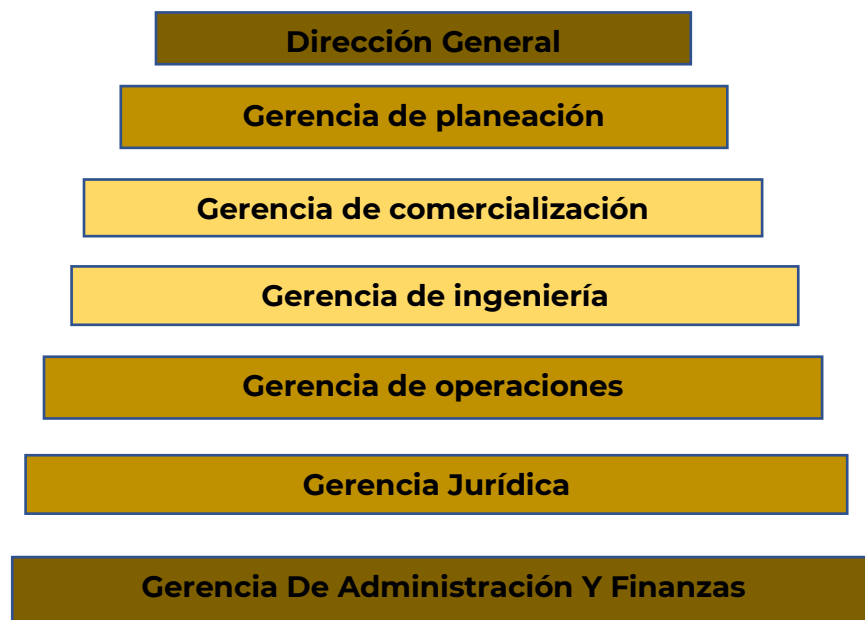 Dirección General
Gerencia de planeación
Gerencia de comercialización
Gerencia de ingeniería
Gerencia de operaciones
Gerencia Jurídica
Gerencia De Administración Y Finanzas